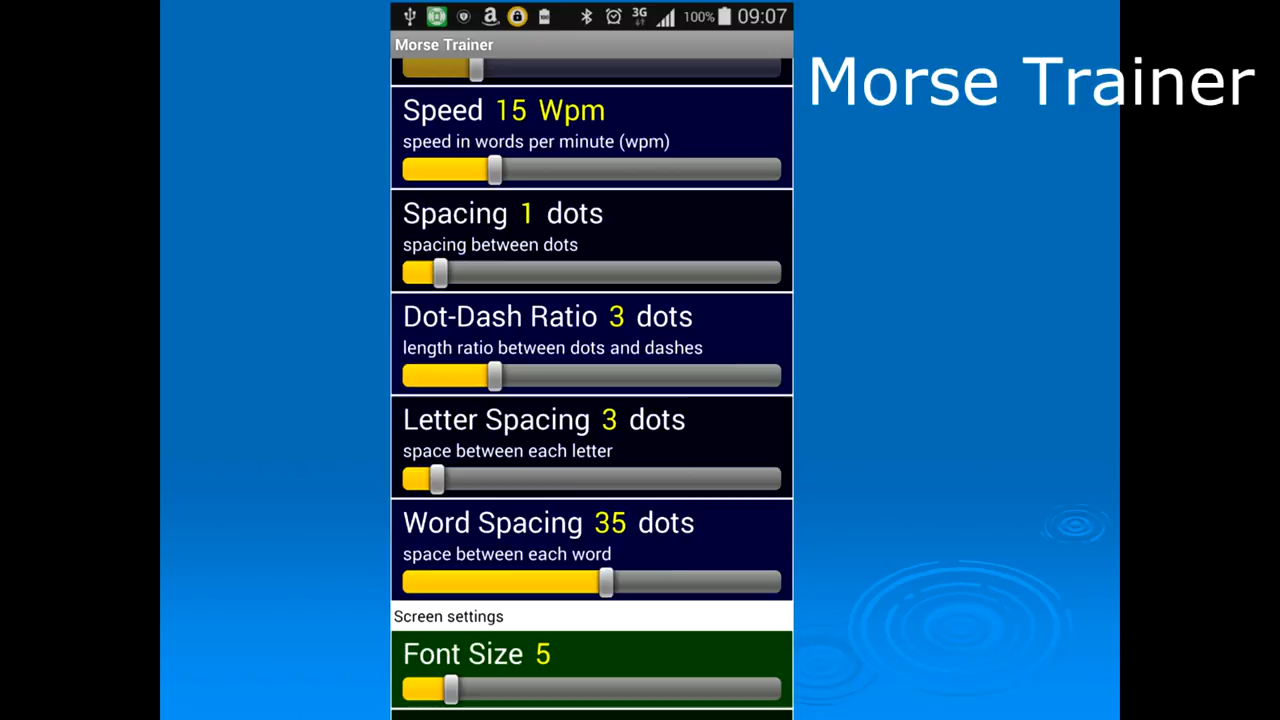 3G 100% 09:07
Morse Trainer
Morse Trainer
Speed 15 Wpm
speed in words per minute (wpm)
Spacing 1 dots
spacing between dots
Dot-Dash Ratio 3 dots
length ratio between dots and dashes
Letter Spacing 3 dots
space between each letter
Word Spacing 35 dots
space between each word
Screen settings
Font Size 5